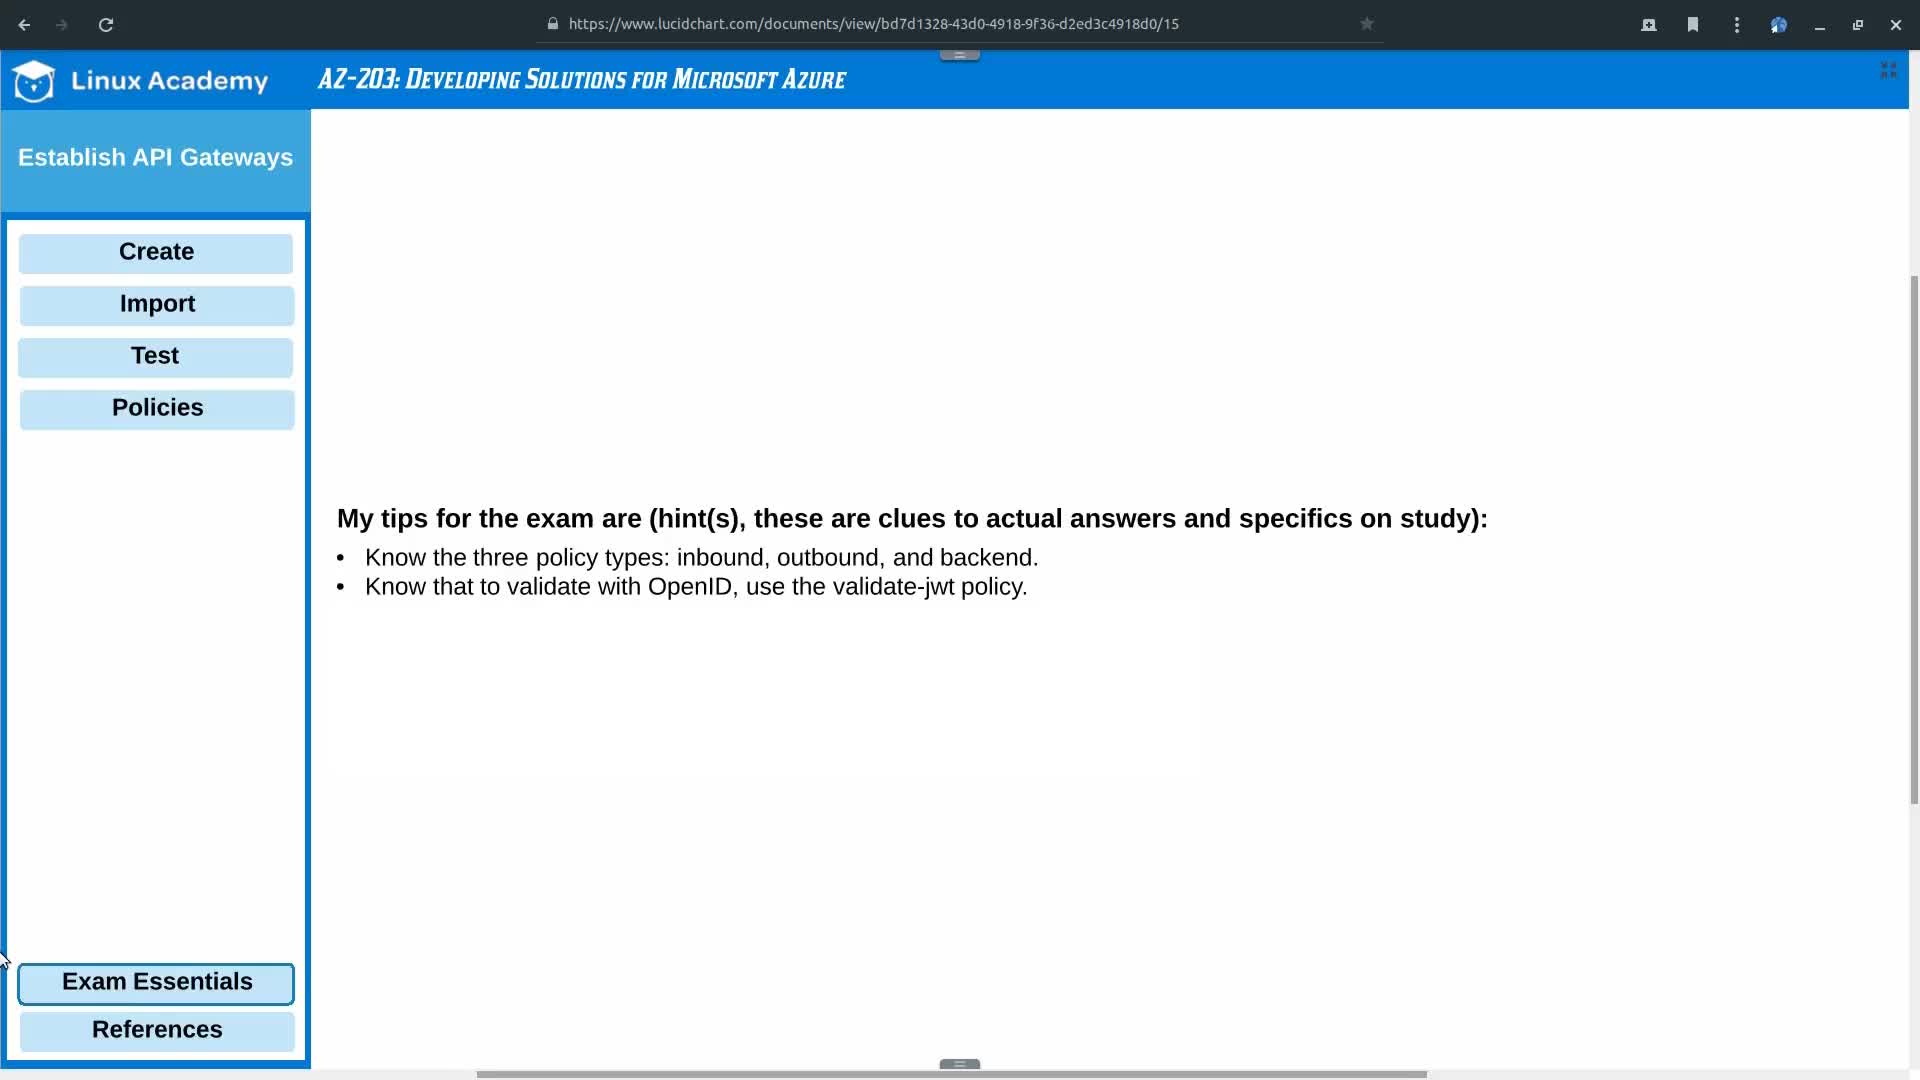 https://www.lucidchart.com/documents/view/bd7d1328-43d0-4918-9f36-d2ed3c4918d0/15
Linux Academy
AZ-203: Developing Solutions for Microsoft Azure
Establish API Gateways
Create
Import
Test
Policies
My tips for the exam are (hint(s), these are clues to actual answers and specifics on study):
• Know the three policy types: inbound, outbound, and backend.
• Know that to validate with OpenID, use the validate-jwt policy.
Exam Essentials
References